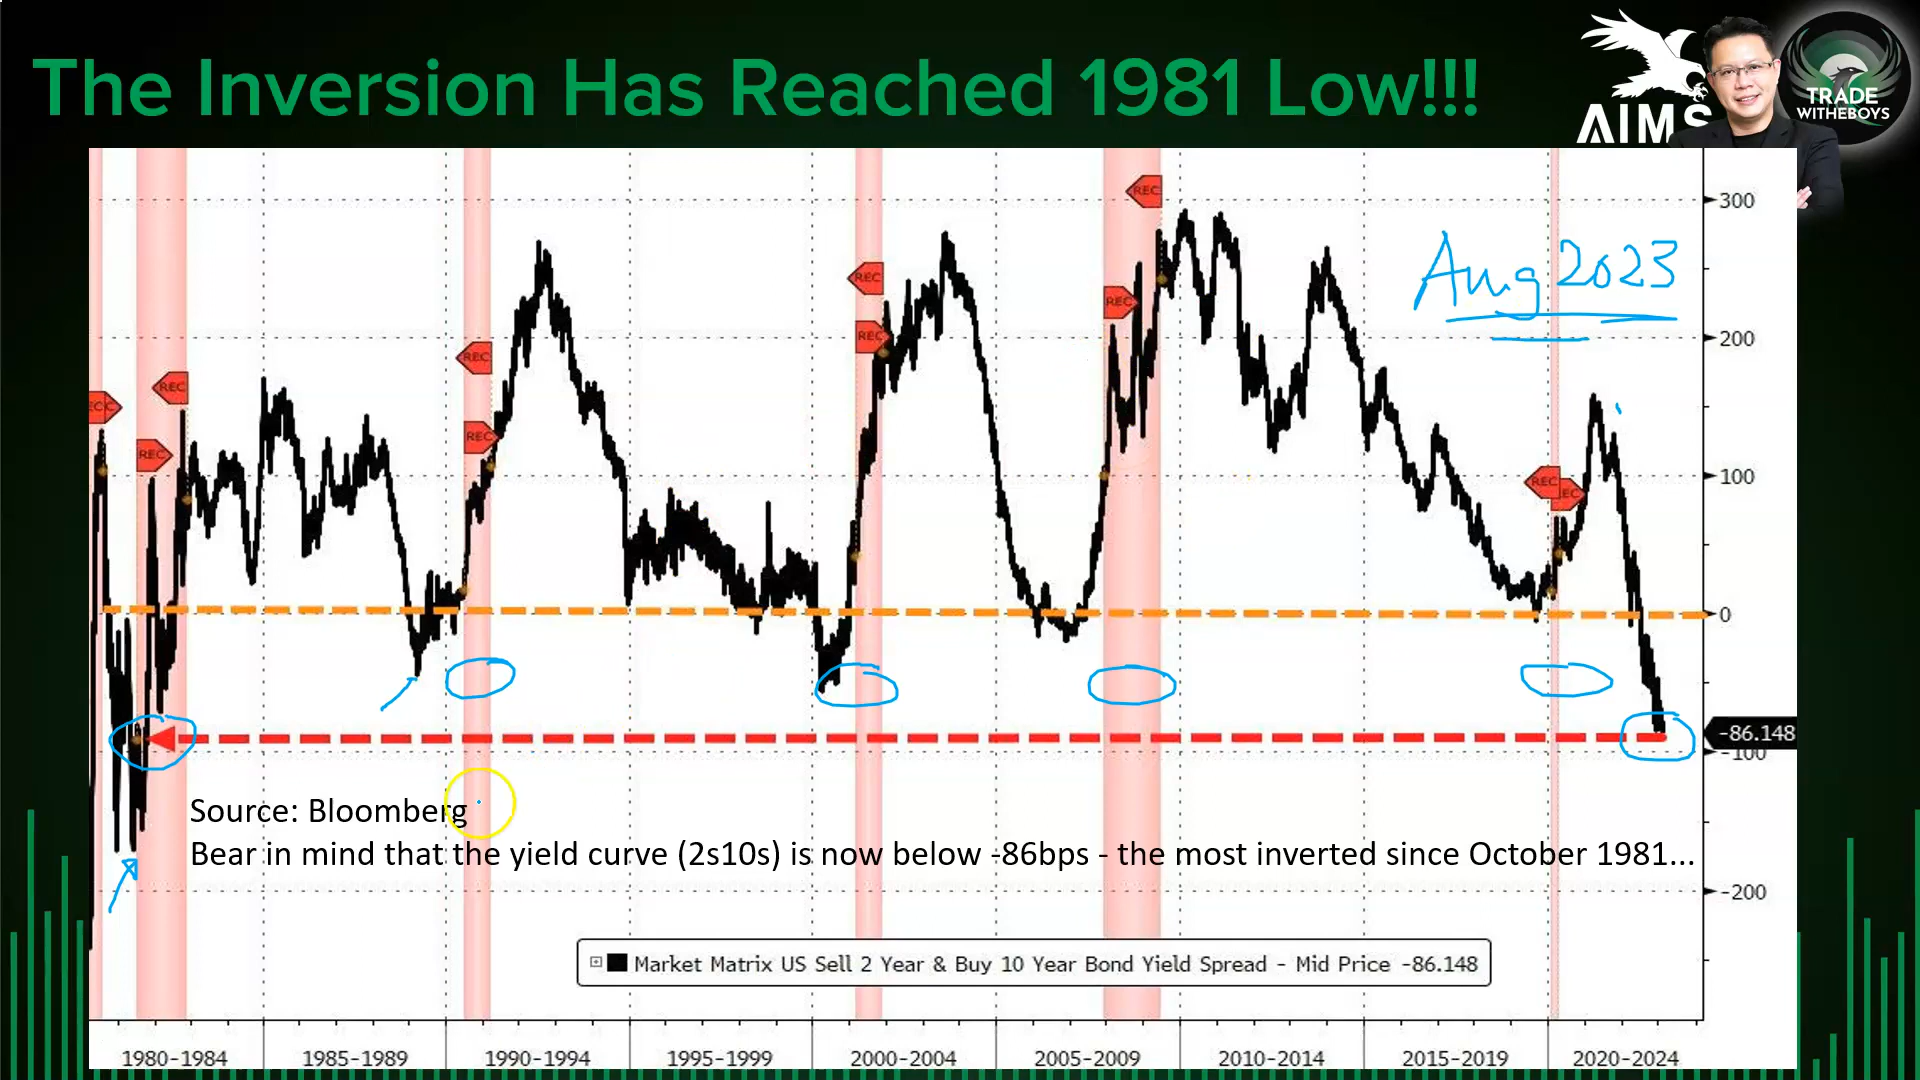 The Inversion Has Reached 1981 Low!!!
AIMS
TRADE
WITHEBOYS
REC
300
REC
Aug 2023
REC
REC
200
REC
REC
REC
REC
REC
REC
100
REC
0
-86.148
-100
Source: Bloomberg
Bear in mind that the yield curve (2s10s) is now below -86bps - the most inverted since October 1981...
-200
Market Matrix US Sell 2 Year & Buy 10 Year Bond Yield Spread - Mid Price -86.148
1980-1984 1985-1989 1990-1994 1995-1999 2000-2004 2005-2009 2010-2014 2015-2019 2020-2024